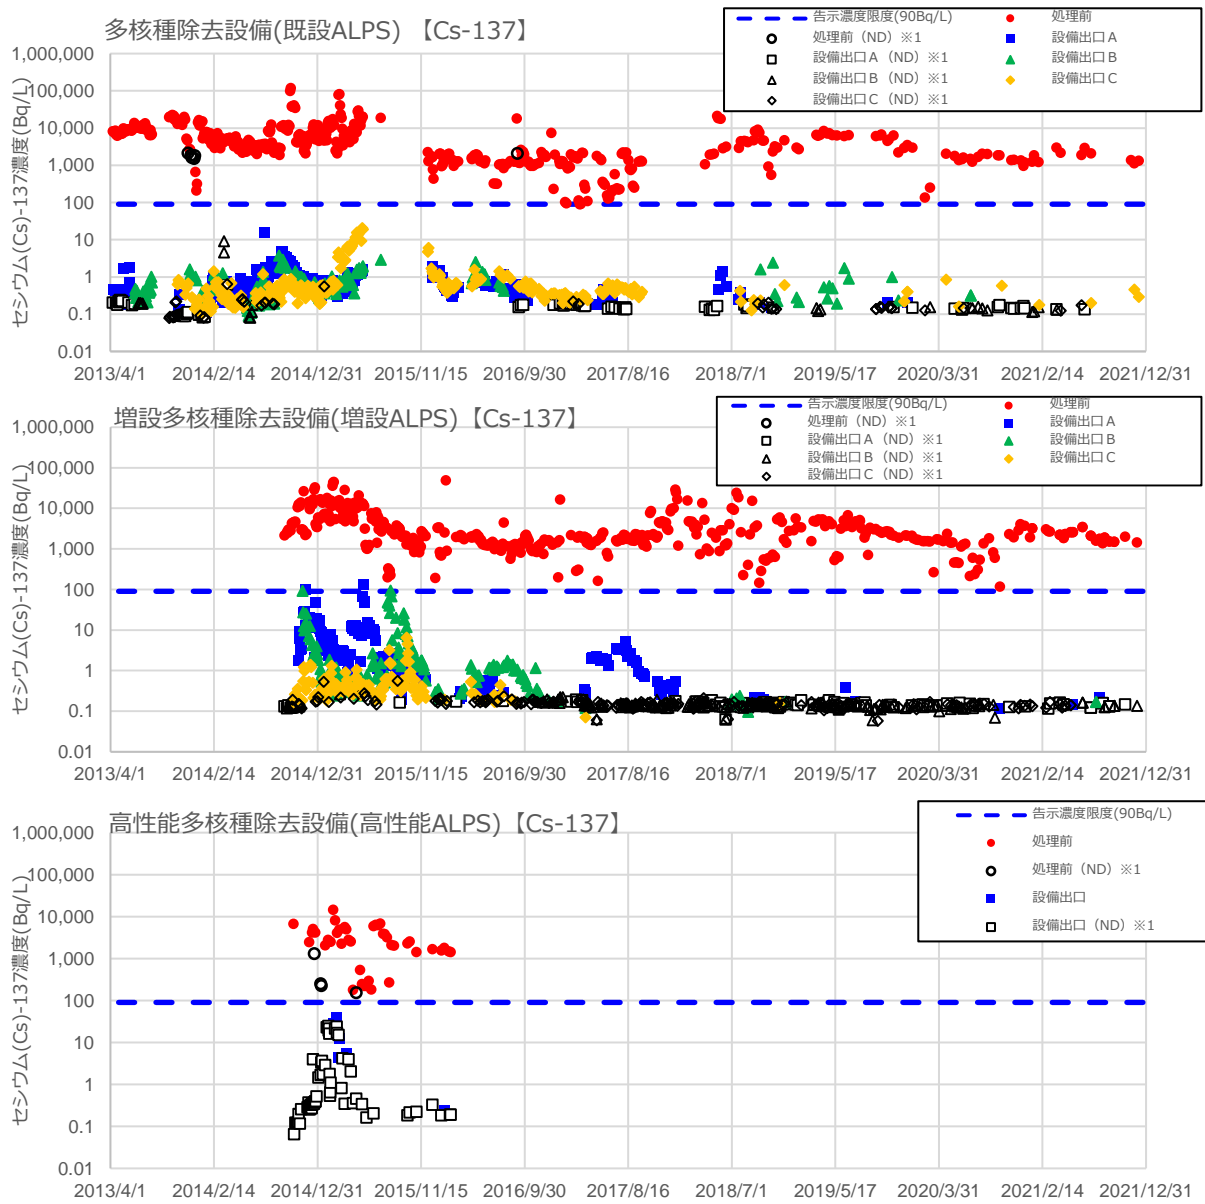 多核種除去設備(既設ALPS) 【Cs-137】
告示濃度限度(90Bq/L)
処理前
処理前（ND）※1
設備出口A
設備出口A（ND）※1
設備出口B
設備出口B（ND）※1
設備出口C
設備出口C（ND）※1
セシウム(Cs)-137濃度(Bq/L)
1,000,000
100,000
10,000
1,000
100
10
1
0.1
0.01
2013/4/1 2014/2/14 2014/12/31 2015/11/15 2016/9/30 2017/8/16 2018/7/1 2019/5/17 2020/3/31 2021/2/14 2021/12/31
増設多核種除去設備(増設ALPS)【Cs-137】
告示濃度限度(90Bq/L)
処理前
処理前（ND）※1
設備出口A
設備出口A（ND）※1
設備出口B
設備出口B（ND）※1
設備出口C
設備出口C（ND）※1
セシウム(Cs)-137濃度(Bq/L)
1,000,000
100,000
10,000
1,000
100
10
1
0.1
0.01
2013/4/1 2014/2/14 2014/12/31 2015/11/15 2016/9/30 2017/8/16 2018/7/1 2019/5/17 2020/3/31 2021/2/14 2021/12/31
高性能多核種除去設備(高性能ALPS)【Cs-137】
告示濃度限度(90Bq/L)
処理前
処理前（ND）※1
設備出口
設備出口（ND）※1
セシウム(Cs)-137濃度(Bq/L)
1,000,000
100,000
10,000
1,000
100
10
1
0.1
0.01
2013/4/1 2014/2/14 2014/12/31 2015/11/15 2016/9/30 2017/8/16 2018/7/1 2019/5/17 2020/3/31 2021/2/14 2021/12/31